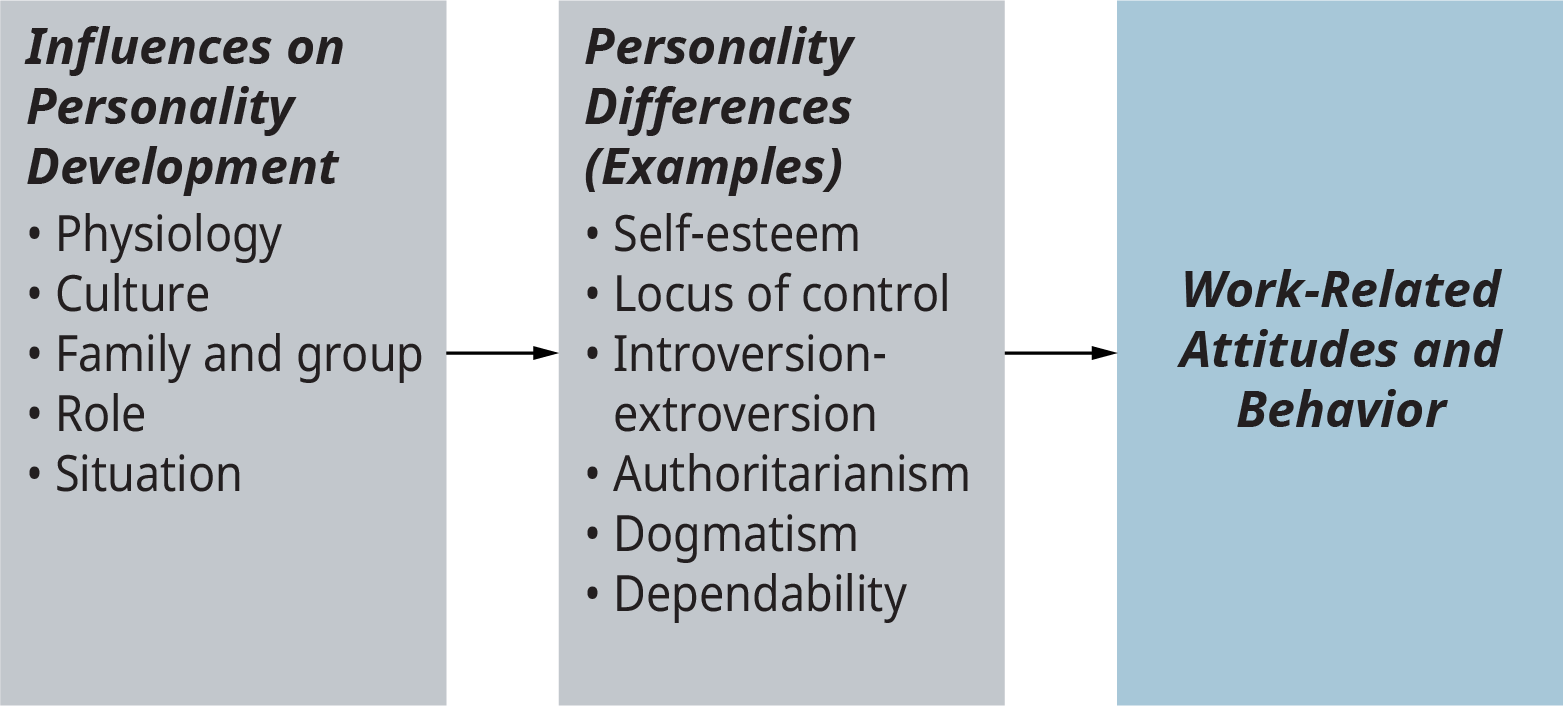 Influences on
Personality
Development
• Physiology
• Culture
• Family and group
• Role
• Situation
Personality
Differences
(Examples)
• Self-esteem
• Locus of control
• Introversion-
extroversion
• Authoritarianism
• Dogmatism
• Dependability
Work-Related
Attitudes and
Behavior